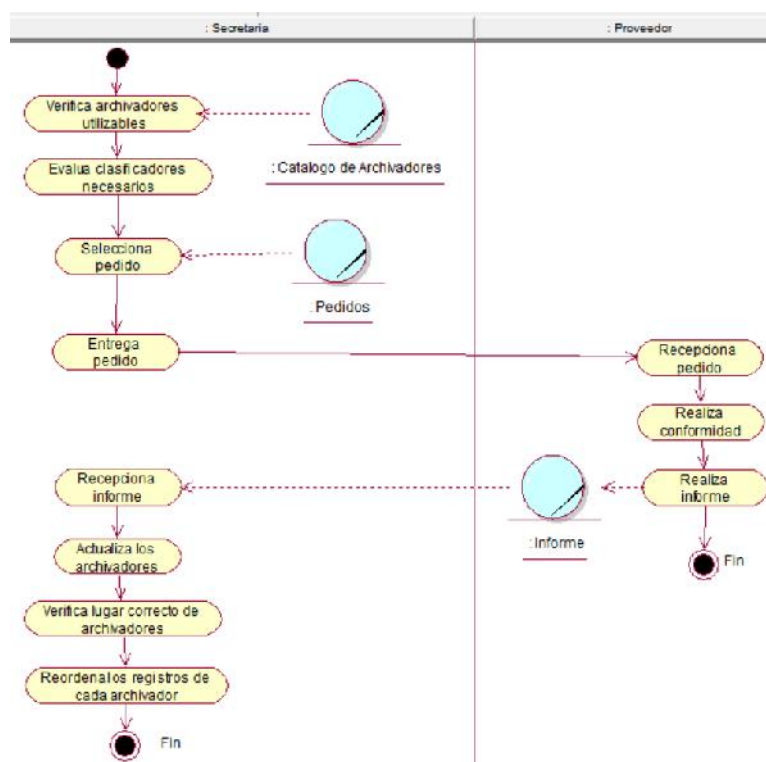 : Secretaria
: Proveedor
Verifica archivadores
utilizables
: Catalogo de Archivadores
Evalua clasificadores
necesarios
Selecciona
pedido
: Pedidos
Entrega
pedido
Recepciona
pedido
Realiza
conformidad
Recepciona
informe
Realiza
informe
: Informe
Actualiza los
archivadores
Fin
Verifica lugar correcto de
archivadores
Reordena los registros de
cada archivador
Fin